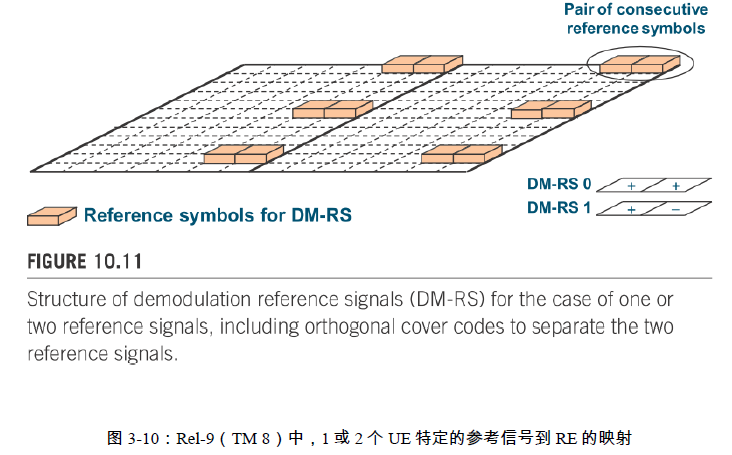 Pair of consecutive
reference symbols
DM-RS 0 + +
DM-RS 1 + −
Reference symbols for DM-RS
FIGURE 10.11
Structure of demodulation reference signals (DM-RS) for the case of one or
two reference signals, including orthogonal cover codes to separate the two
reference signals.
图 3-10：Rel-9（TM 8）中，1 或 2 个 UE 特定的参考信号到 RE 的映射